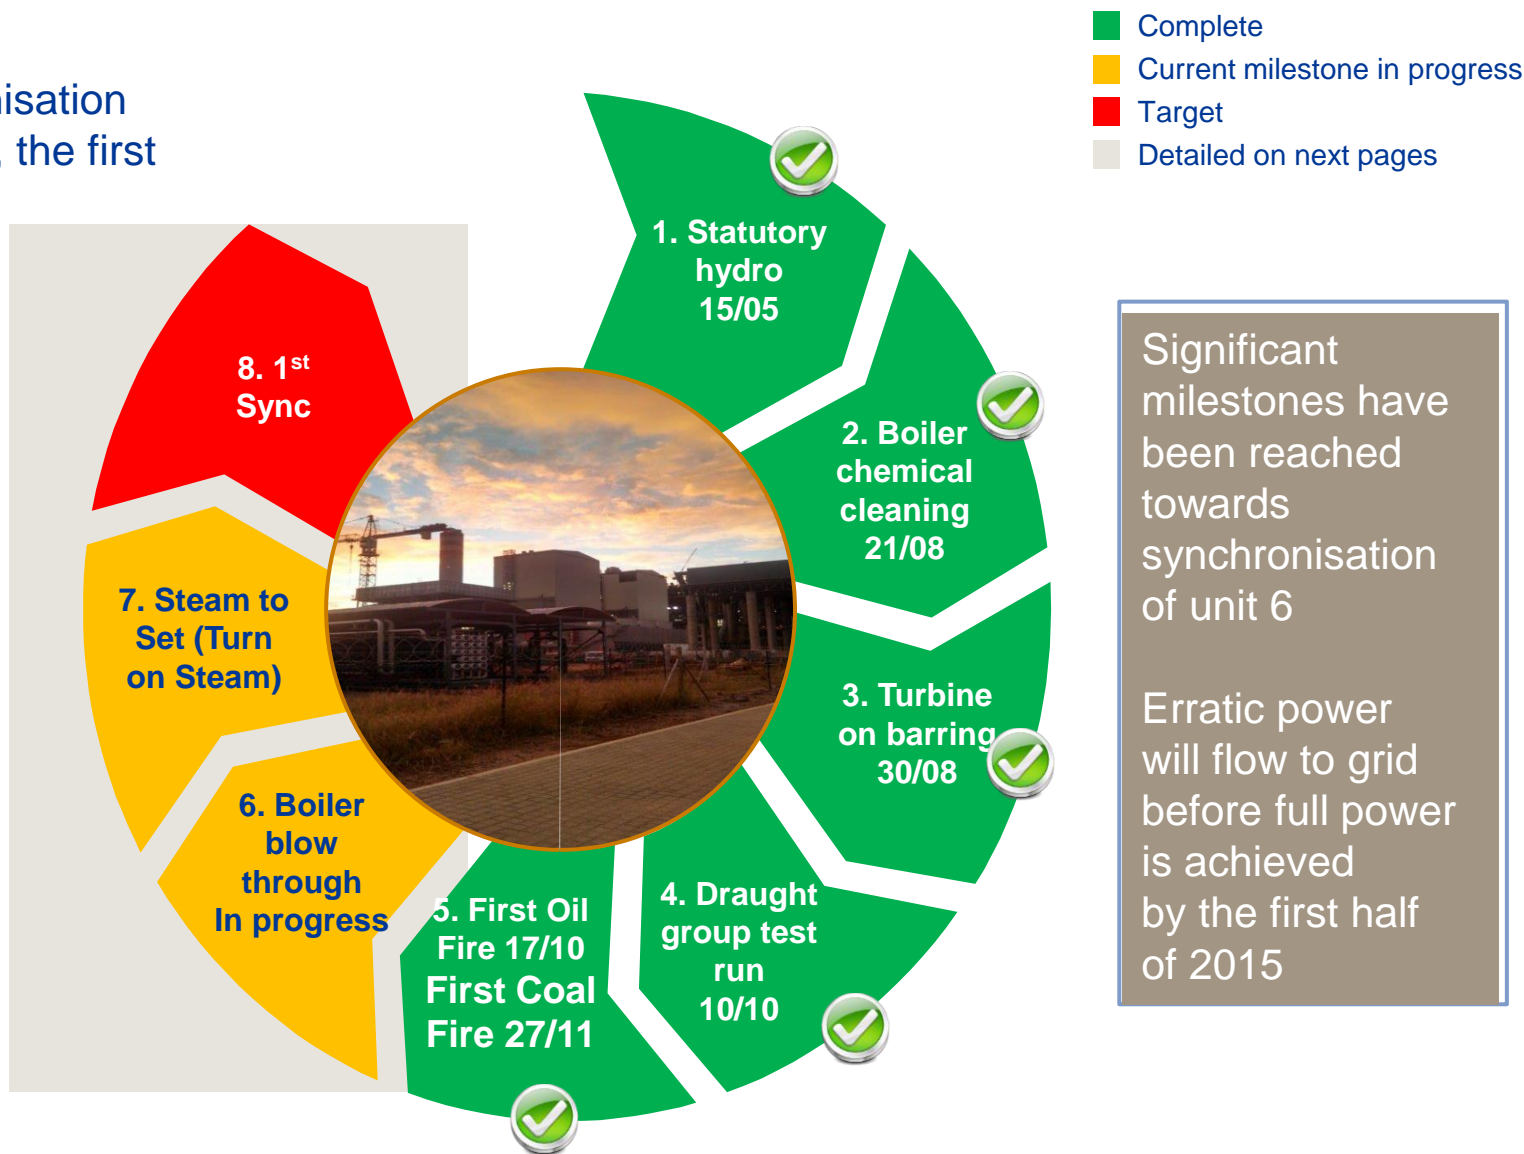 nisation
, the first
Complete
Current milestone in progress
Target
Detailed on next pages
1. Statutory
hydro
15/05
2. Boiler
chemical
cleaning
21/08
3. Turbine
on barring
30/08
4. Draught
group test
run
10/10
5. First Oil
Fire 17/10
First Coal
Fire 27/11
6. Boiler
blow
through
In progress
7. Steam to
Set (Turn
on Steam)
8. 1st
Sync
Significant
milestones have
been reached
towards
synchronisation
of unit 6
Erratic power
will flow to grid
before full power
is achieved
by the first half
of 2015